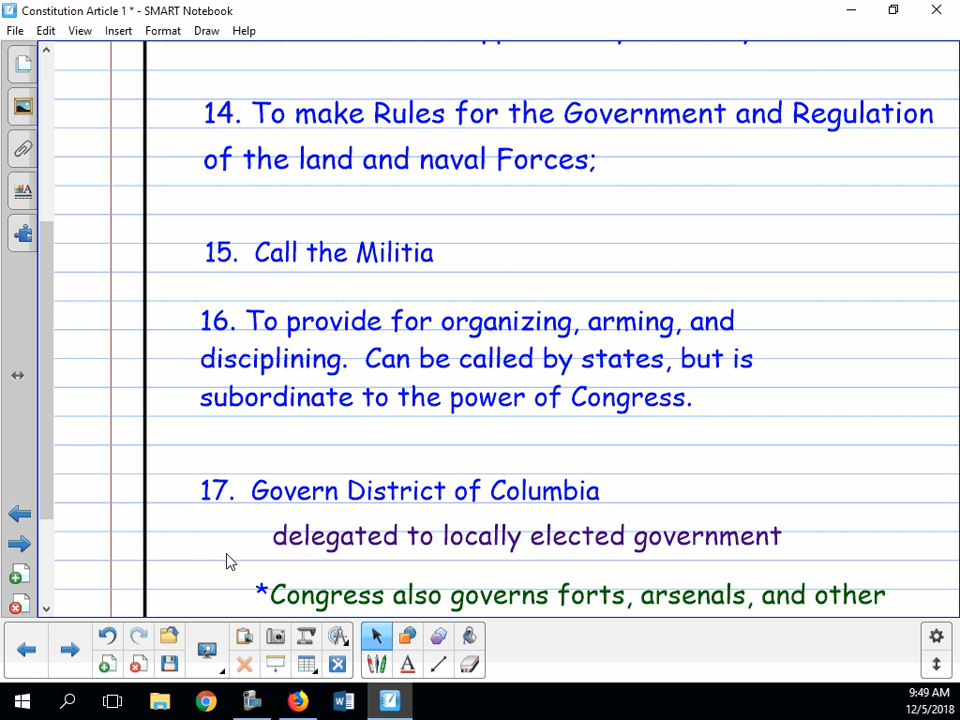 Constitution Article 1 * - SMART Notebook
File Edit View Insert Format Draw Help
14. To make Rules for the Government and Regulation
of the land and naval Forces;
15. Call the Militia
16. To provide for organizing, arming, and
disciplining. Can be called by states, but is
subordinate to the power of Congress.
17. Govern District of Columbia
delegated to locally elected government
*Congress also governs forts, arsenals, and other
9:49 AM
12/5/2018